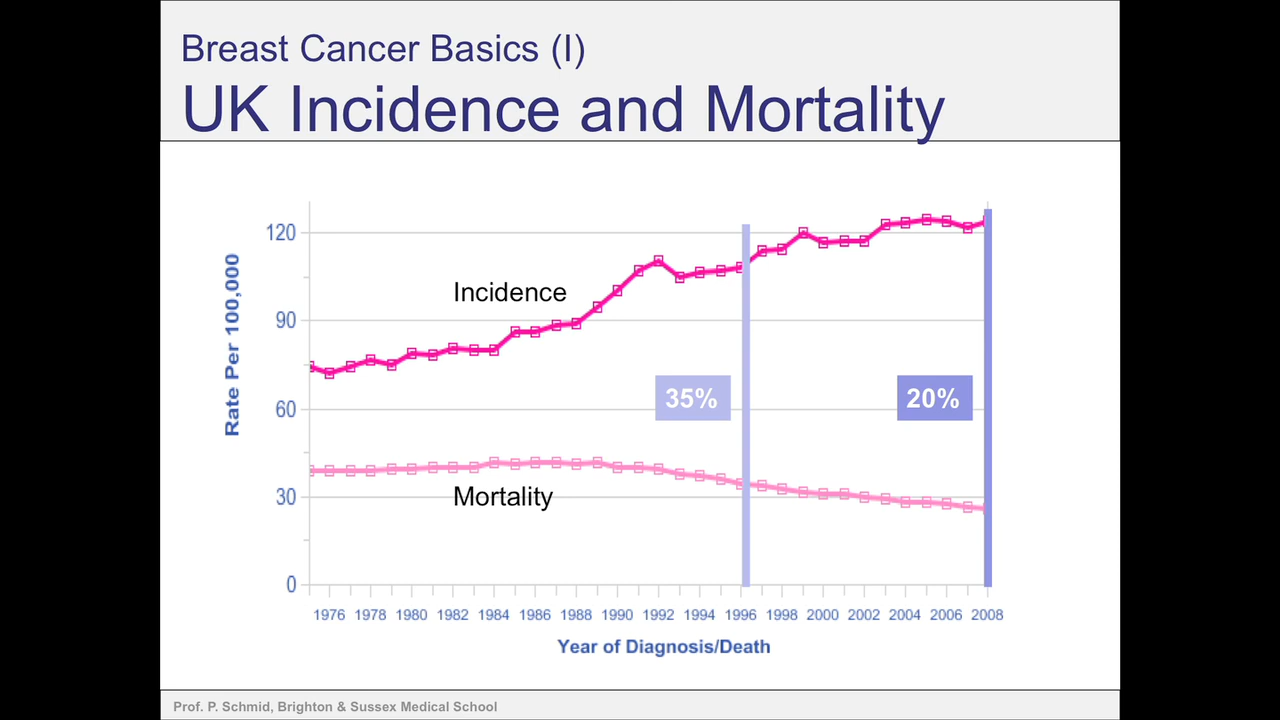 Breast Cancer Basics (I)
UK Incidence and Mortality
Rate Per 100,000
120
90
60
30
0
Incidence
Mortality
35%
20%
1976 1978 1980 1982 1984 1986 1988 1990 1992 1994 1996 1998 2000 2002 2004 2006 2008
Year of Diagnosis/Death
Prof. P. Schmid, Brighton & Sussex Medical School